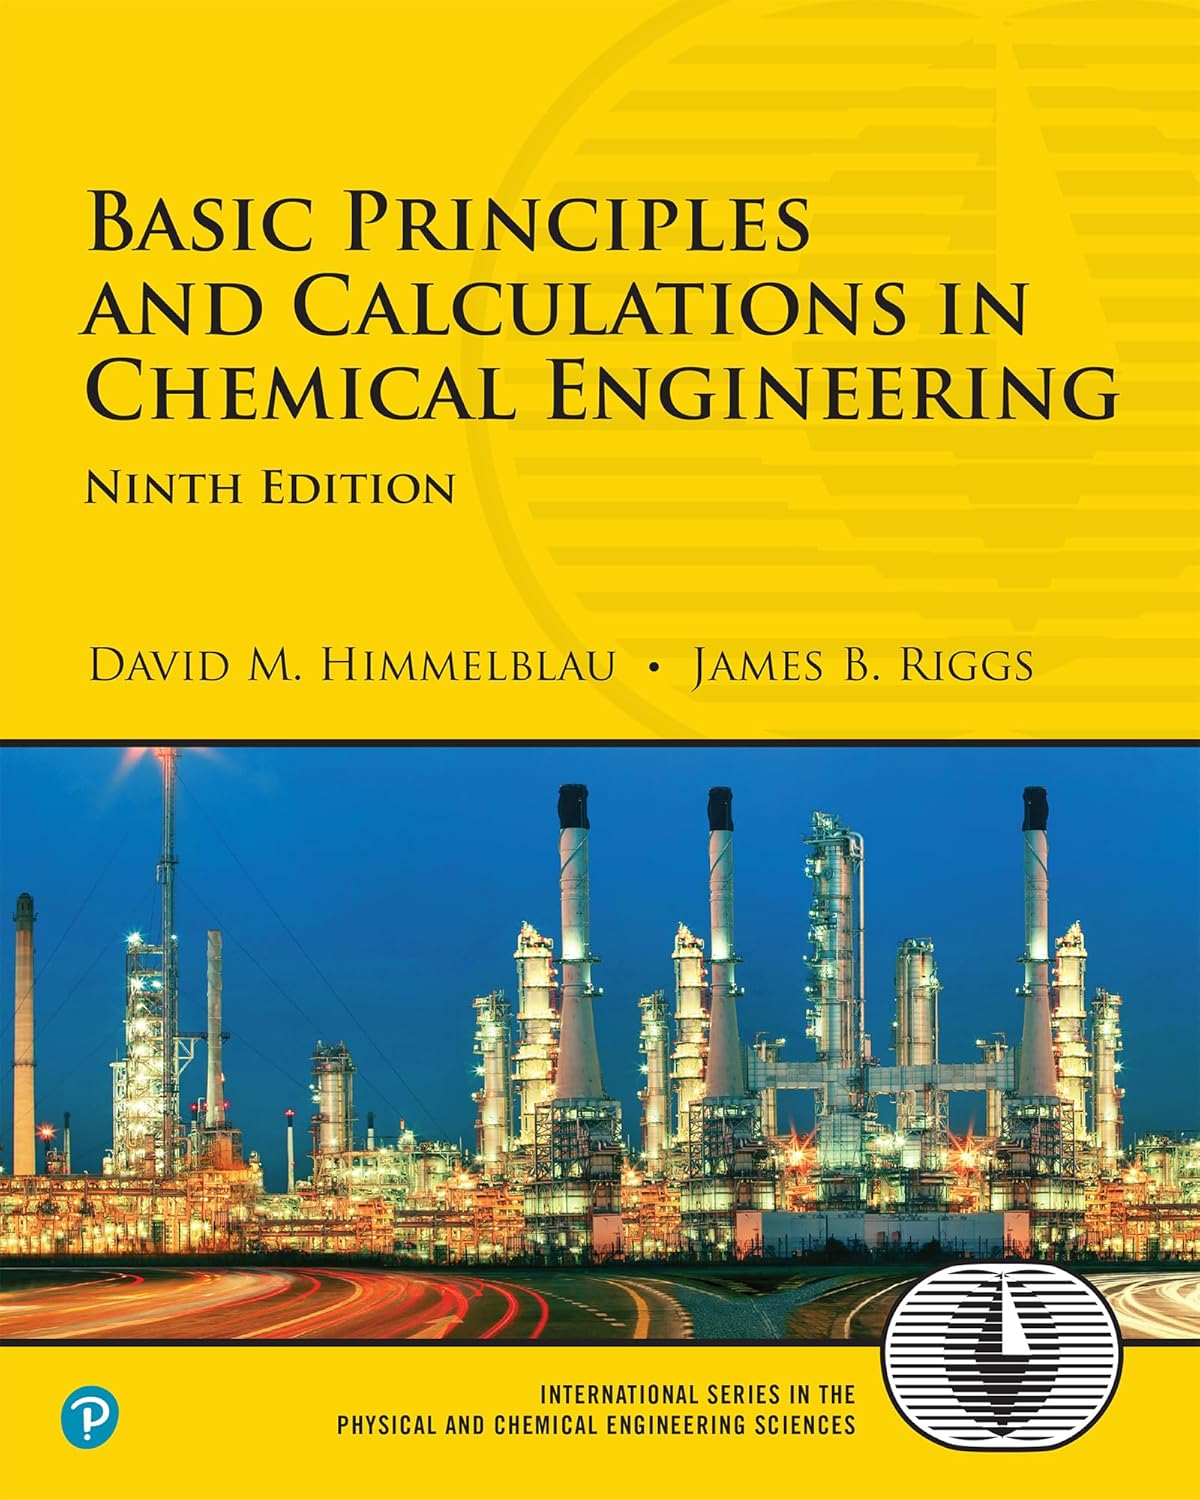 BASIC PRINCIPLES
AND CALCULATIONS IN
CHEMICAL ENGINEERING
NINTH EDITION
DAVID M. HIMMELBLAU • JAMES B. RIGGS
INTERNATIONAL SERIES IN THE
PHYSICAL AND CHEMICAL ENGINEERING SCIENCES
P